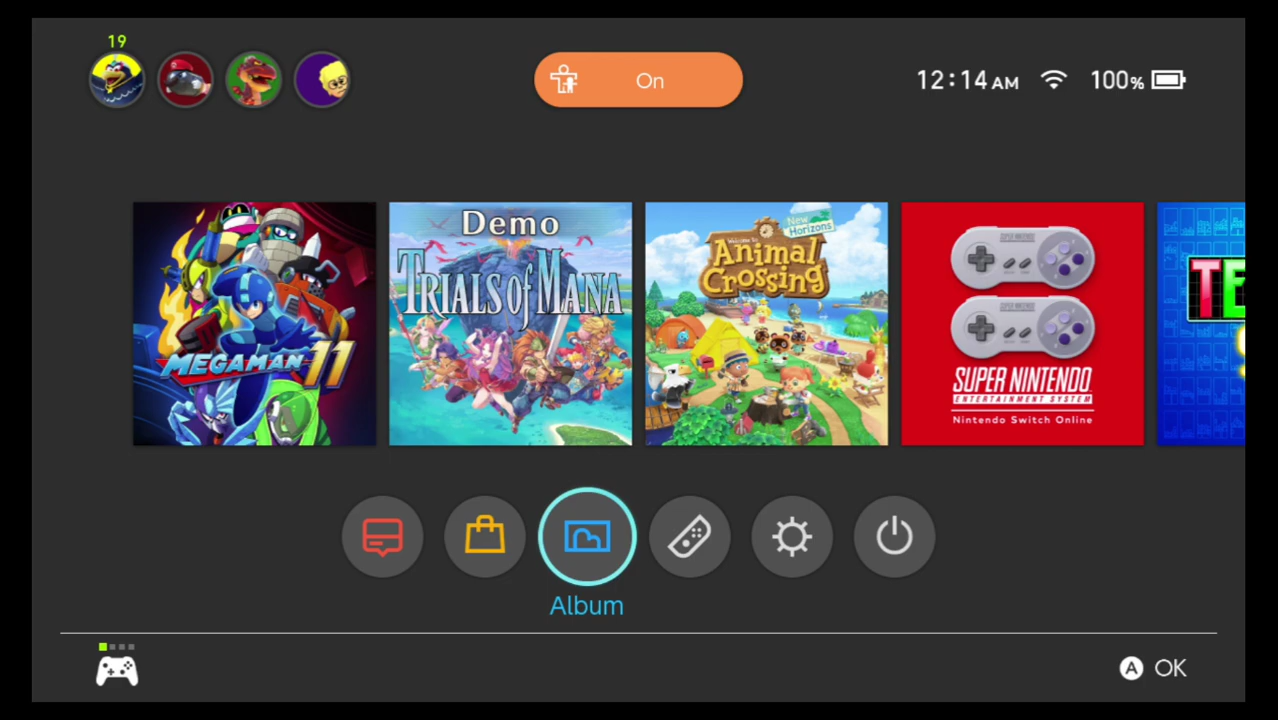 19
On
12:14 AM
100%
MEGAMAN 11
Demo
TRIALS of MANA
New Horizons
Welcome to
Animal Crossing
SUPER NINTENDO
ENTERTAINMENT SYSTEM
Nintendo Switch Online
TE
Album
A OK